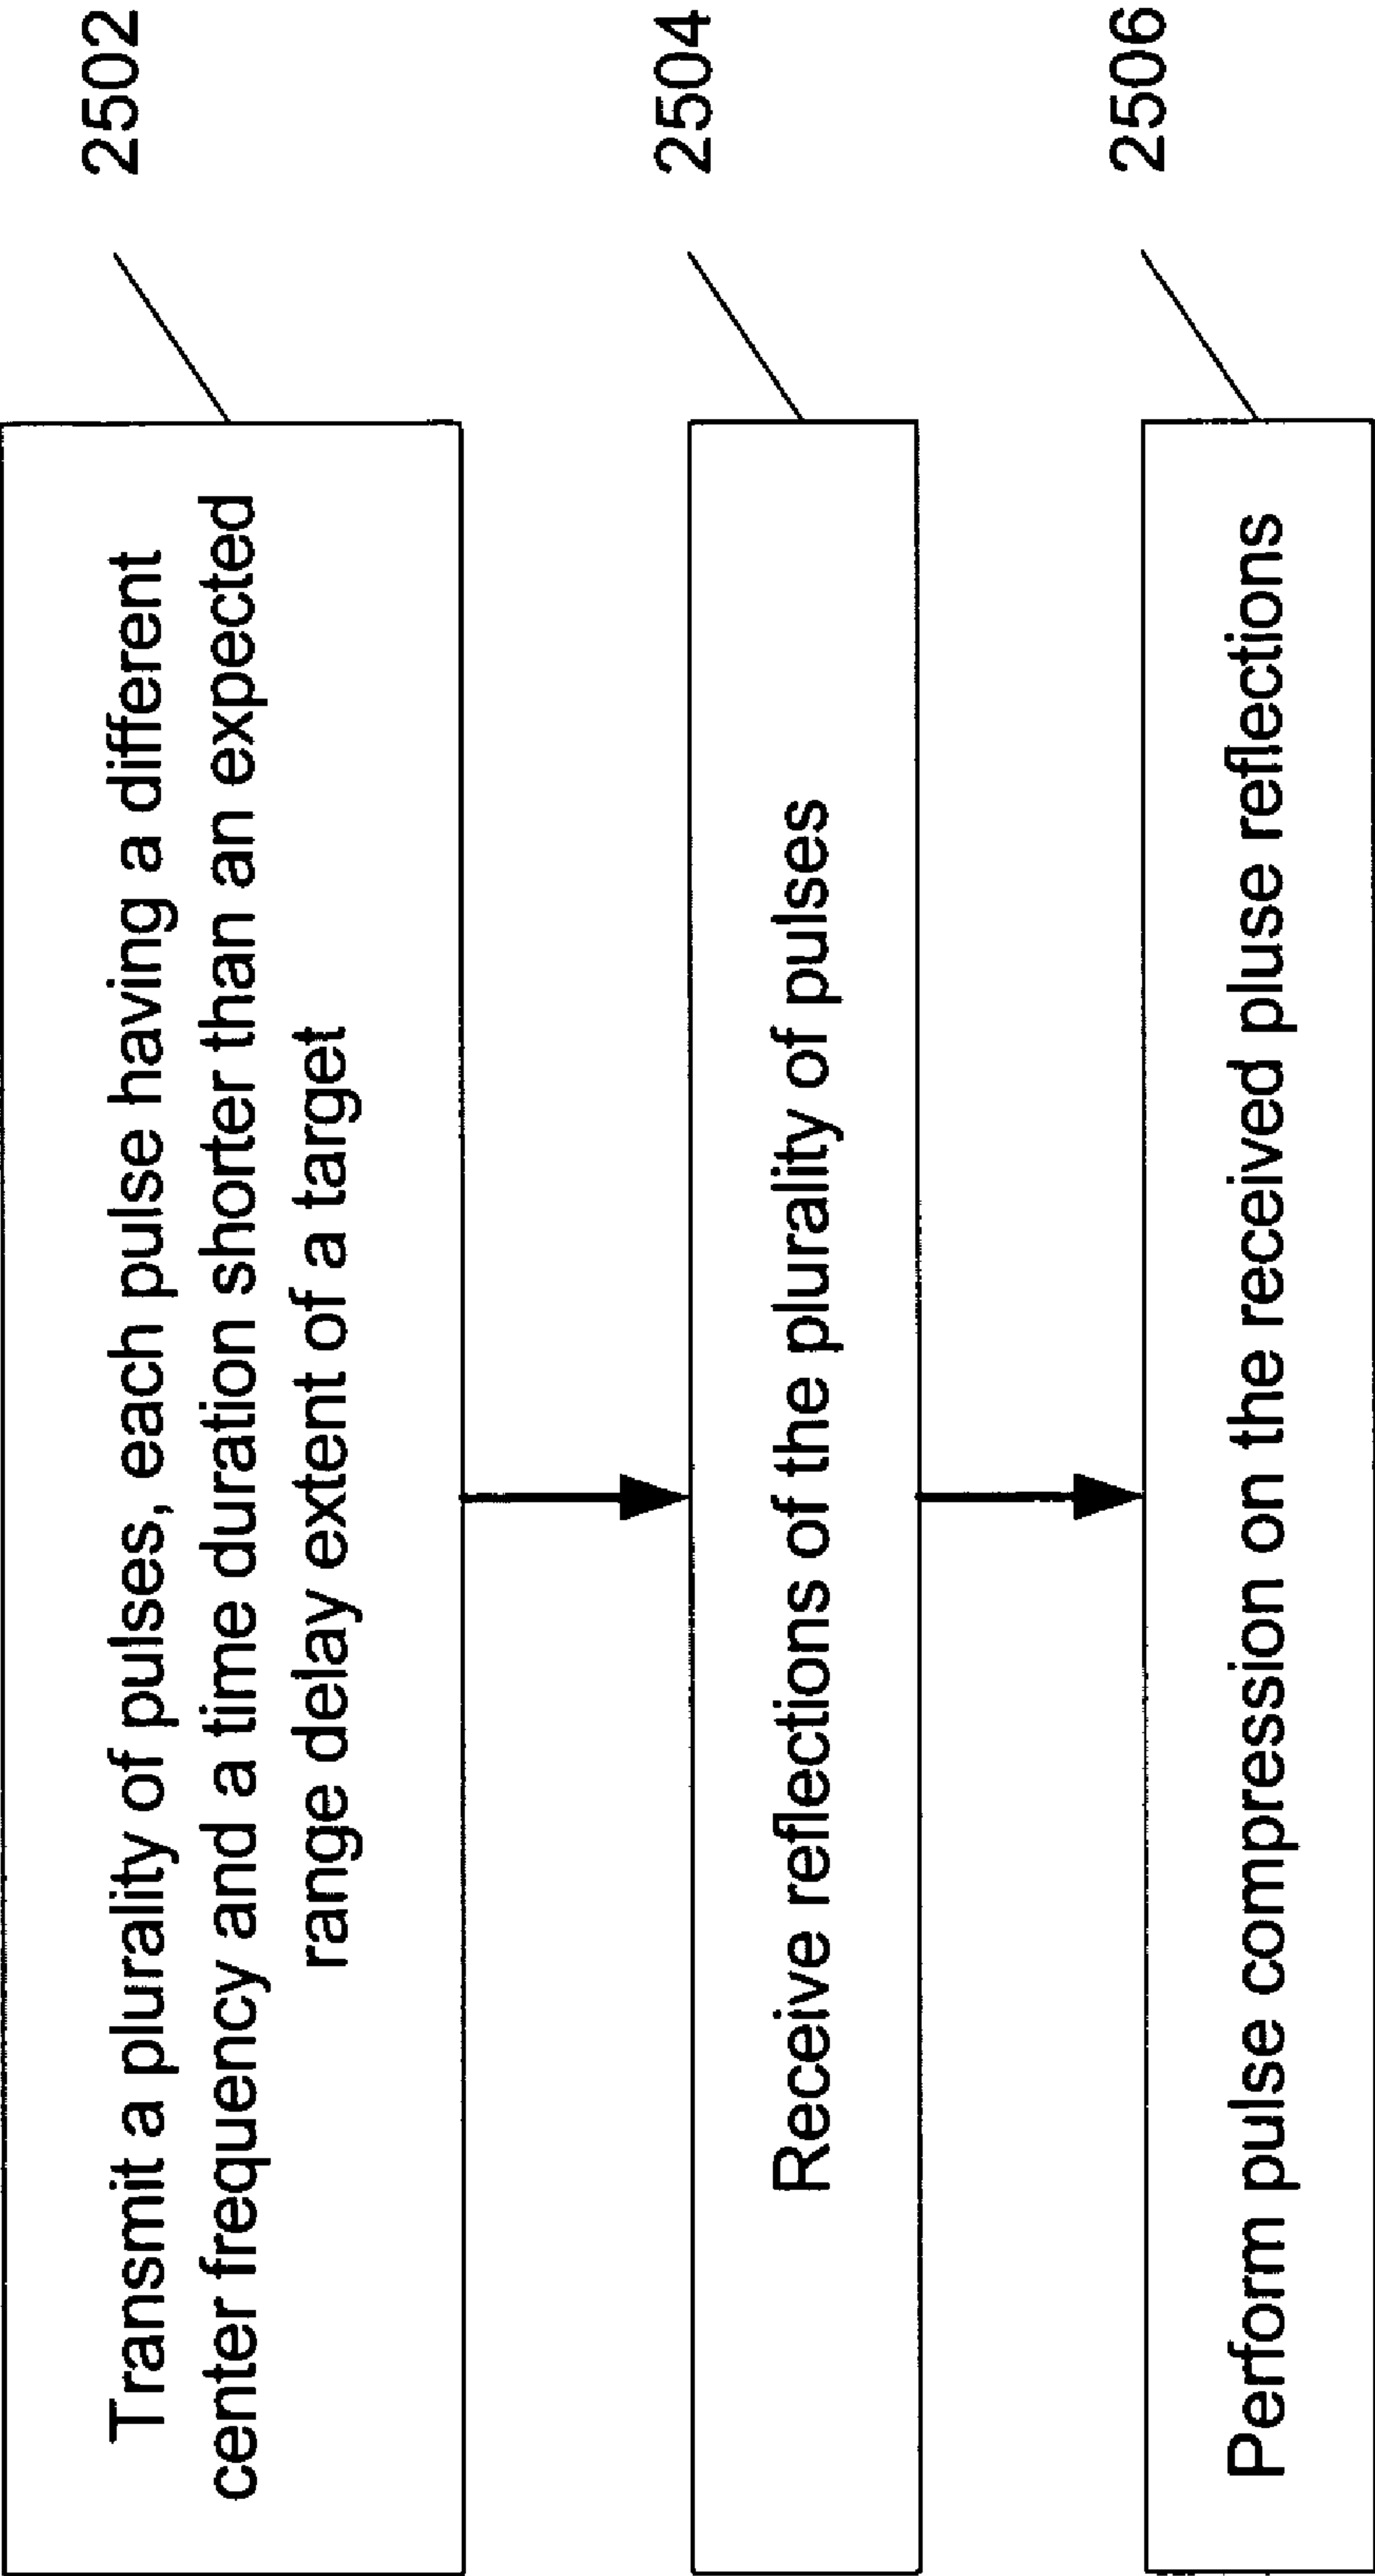 Transmit a plurality of pulses, each pulse having a different
center frequency and a time duration shorter than an expected
range delay extent of a target
2502
Receive reflections of the plurality of pulses
2504
Perform pulse compression on the received pluse reflections
2506